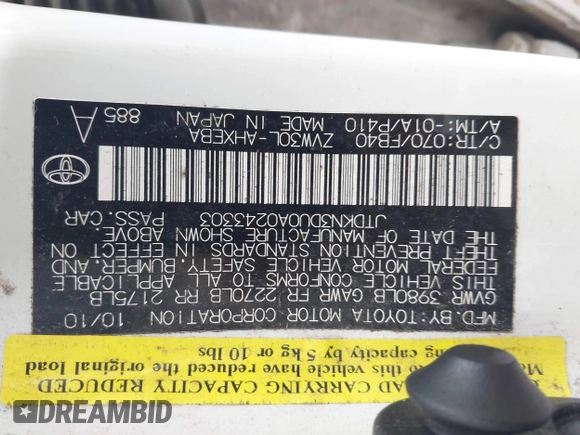 AD CARRYING CAPACITY REDUCED
to this vehicle have reduced the original load
capacity by 5 kg or 10 lbs
MFD. BY: TOYOTA MOTOR CORPORATION 10/10
GVWR 3980LB GAWR FR 2270LB RR 2175LB
THIS VEHICLE CONFORMS TO ALL APPLICABLE
FEDERAL MOTOR VEHICLE SAFETY, BUMPER, AND
THEFT PREVENTION STANDARDS IN EFFECT ON
THE DATE OF MANUFACTURE SHOWN ABOVE.
JTDKN3DU0A0243303 PASS. CAR
C/TR: 070/FB40 ZVW30L-AHXEBA A
A/TM: -01A/P410 MADE IN JAPAN 885
DREAMBID